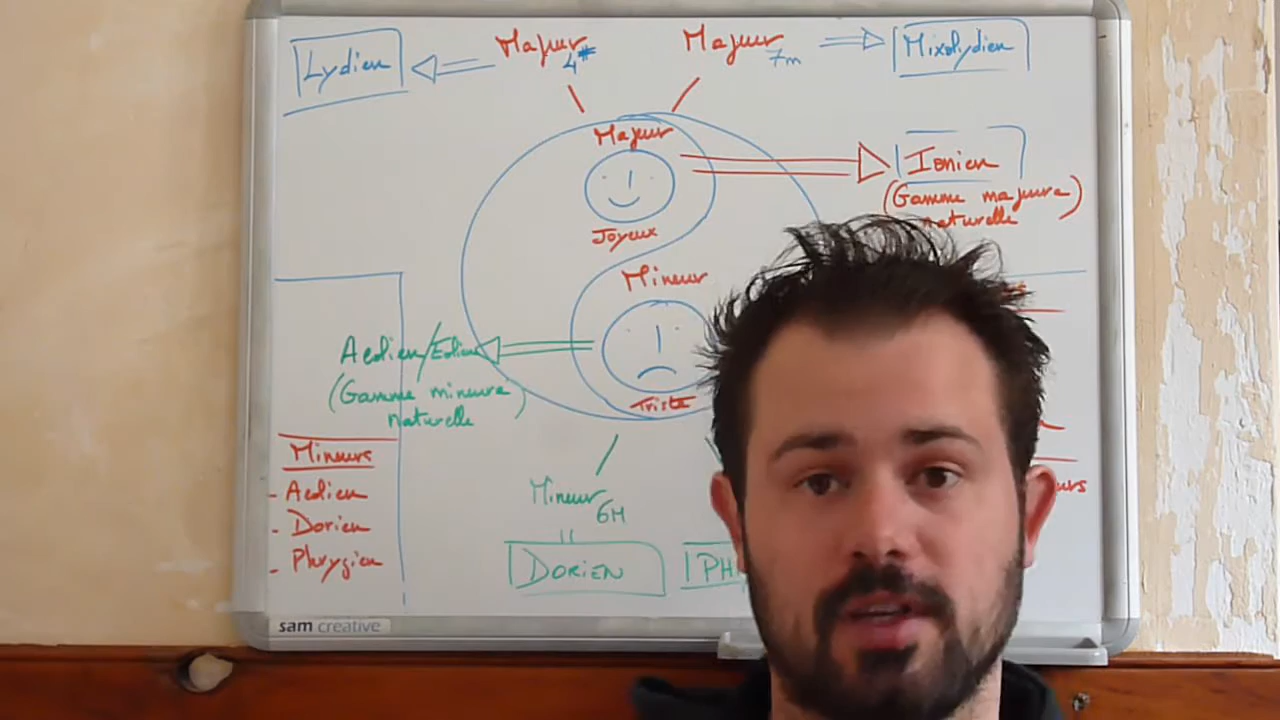 Lydien
Majeur 4#
Majeur 7m
Mixolydien
Majeur
Joyeux
Ionien
(Gamme majeure
naturelle)
Mineur
Triste
Aeolien/Eolien
(Gamme mineure
naturelle)
Mineurs
- Aeolien
- Dorien
- Phrygien
Mineur 6M
DORIEN
sam creative